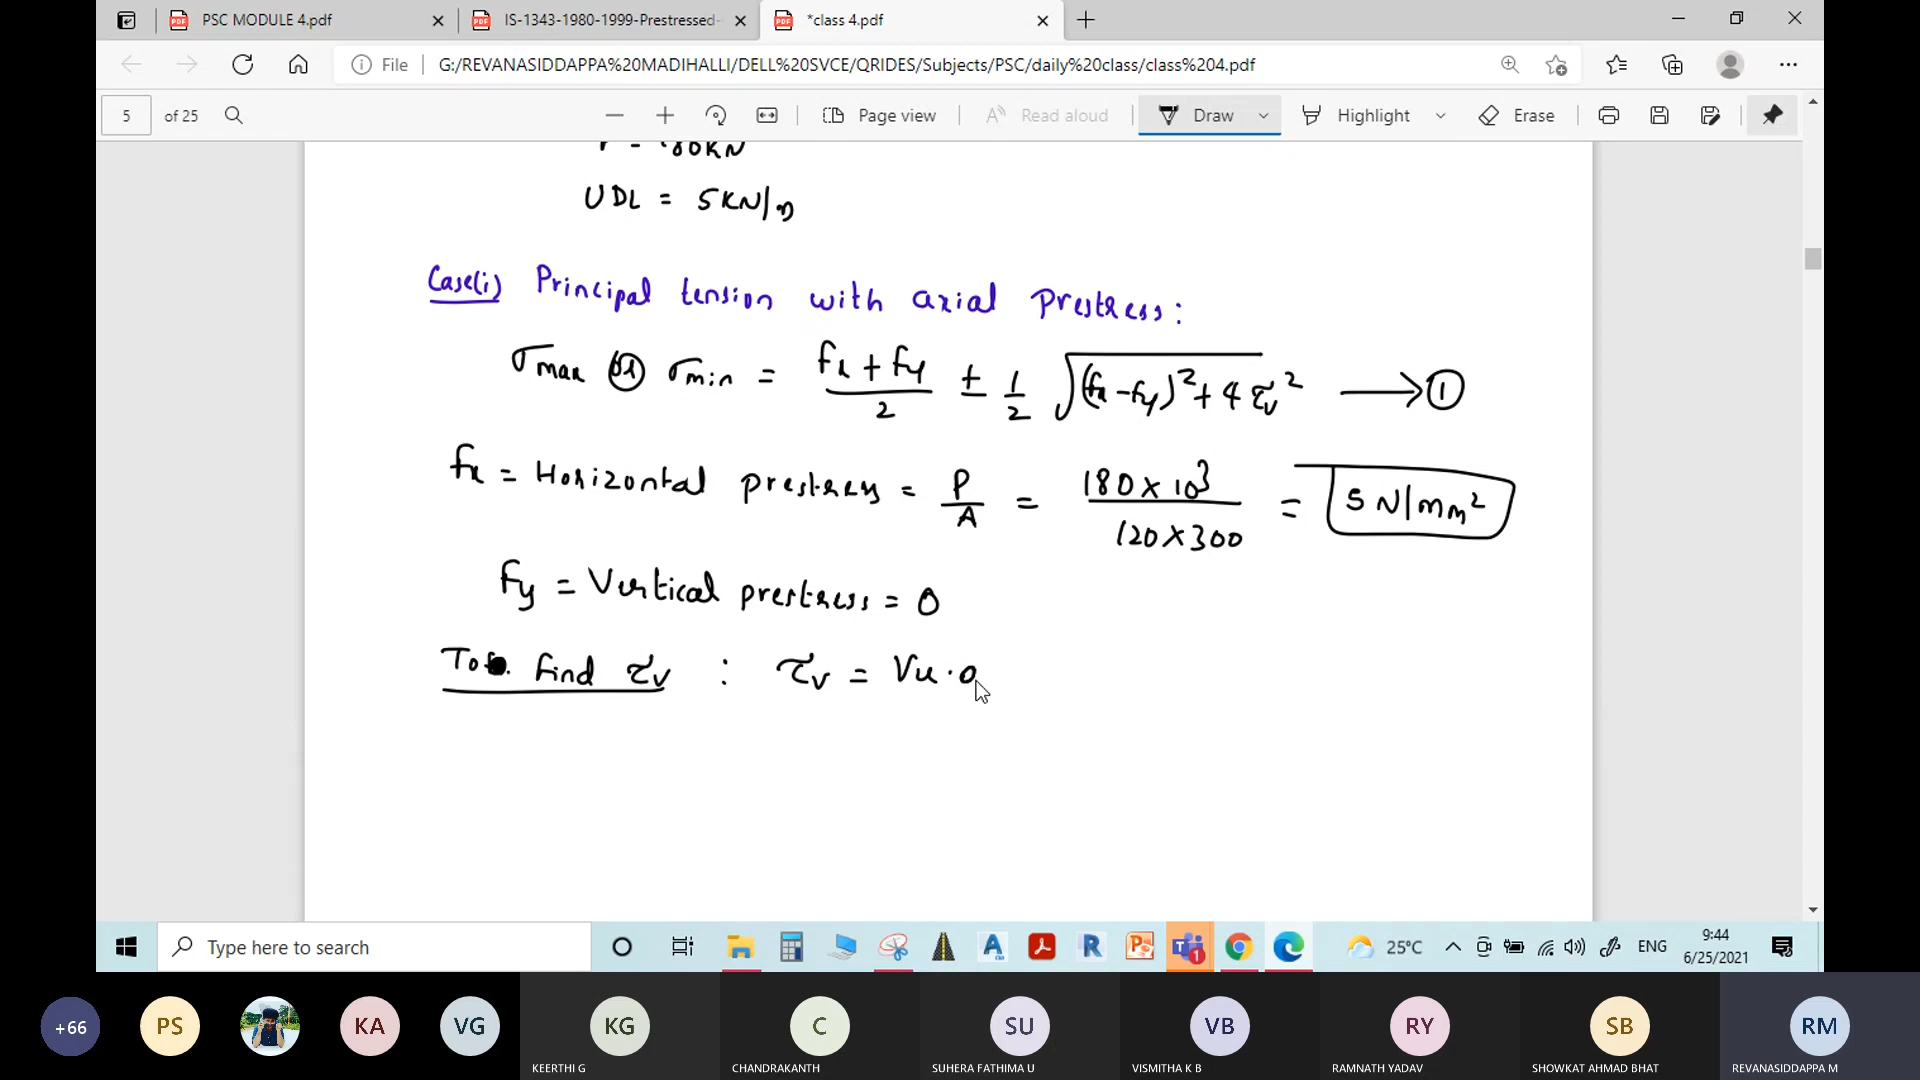 PSC MODULE 4.pdf
IS-1343-1980-1999-Prestressed-
*class 4.pdf
File
G:/REVANASIDDAPPA%20MADIHALLI/DELL%20SVCE/QRIDES/Subjects/PSC/daily%20class/class%204.pdf
5 of 25
Page view
Read aloud
Draw
Highlight
Erase
UDL = 5KN/m
Case(i) Principal tension with axial Prestress:
σmax or σmin = fx + fy / 2 ± 1/2 √(fx - fy)² + 4 τv² ⟶ ①
fx = Horizontal prestress = P/A = 180 x 10³ / 120 x 300 = 5 N/mm²
fy = Vertical prestress = 0
To find τv : τv = Vu.
Type here to search
25°C
ENG
9:44
6/25/2021
+66
PS
KA
VG
KG
KEERTHI G
C
CHANDRAKANTH
SU
SUHERA FATHIMA U
VB
VISMITHA K B
RY
RAMNATH YADAV
SB
SHOWKAT AHMAD BHAT
RM
REVANASIDDAPPA M